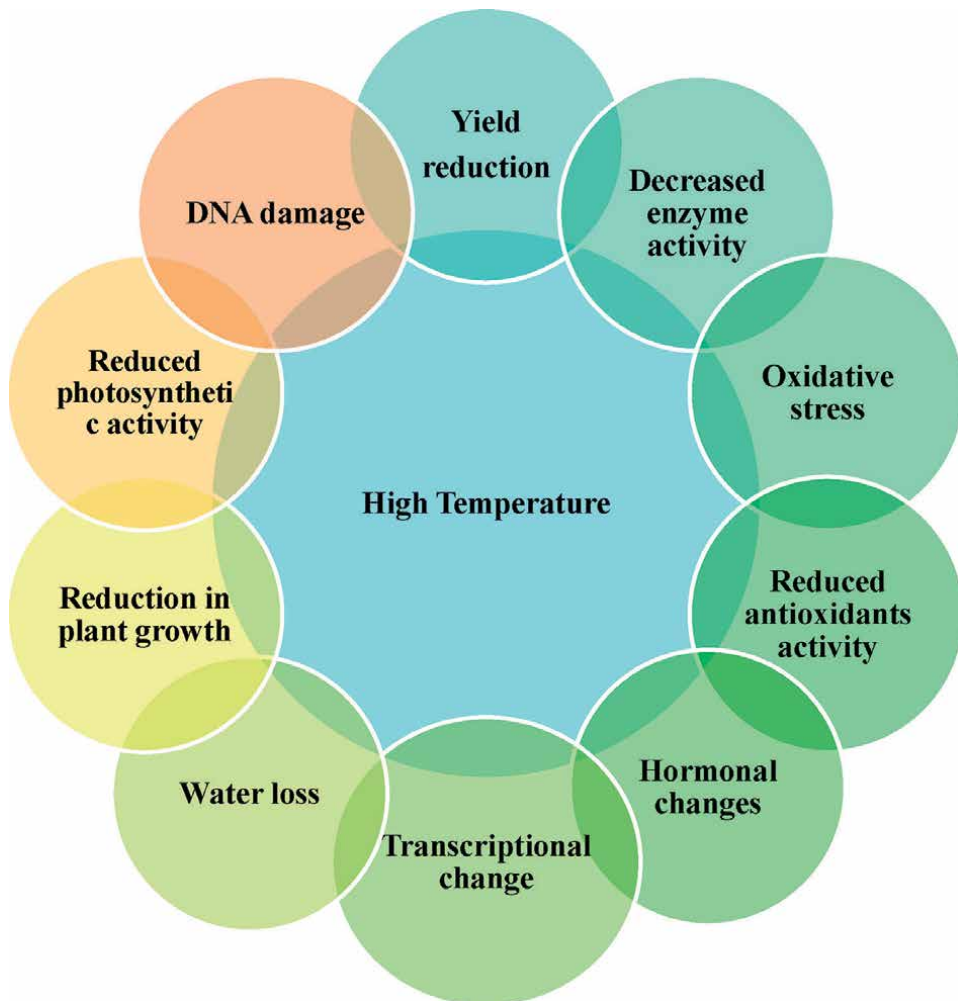 Yield
reduction
Decreased
enzyme
activity
Oxidative
stress
Reduced
antioxidants
activity
Hormonal
changes
Transcriptional
change
Water loss
Reduction in
plant growth
Reduced
photosyntheti
c activity
DNA damage
High Temperature